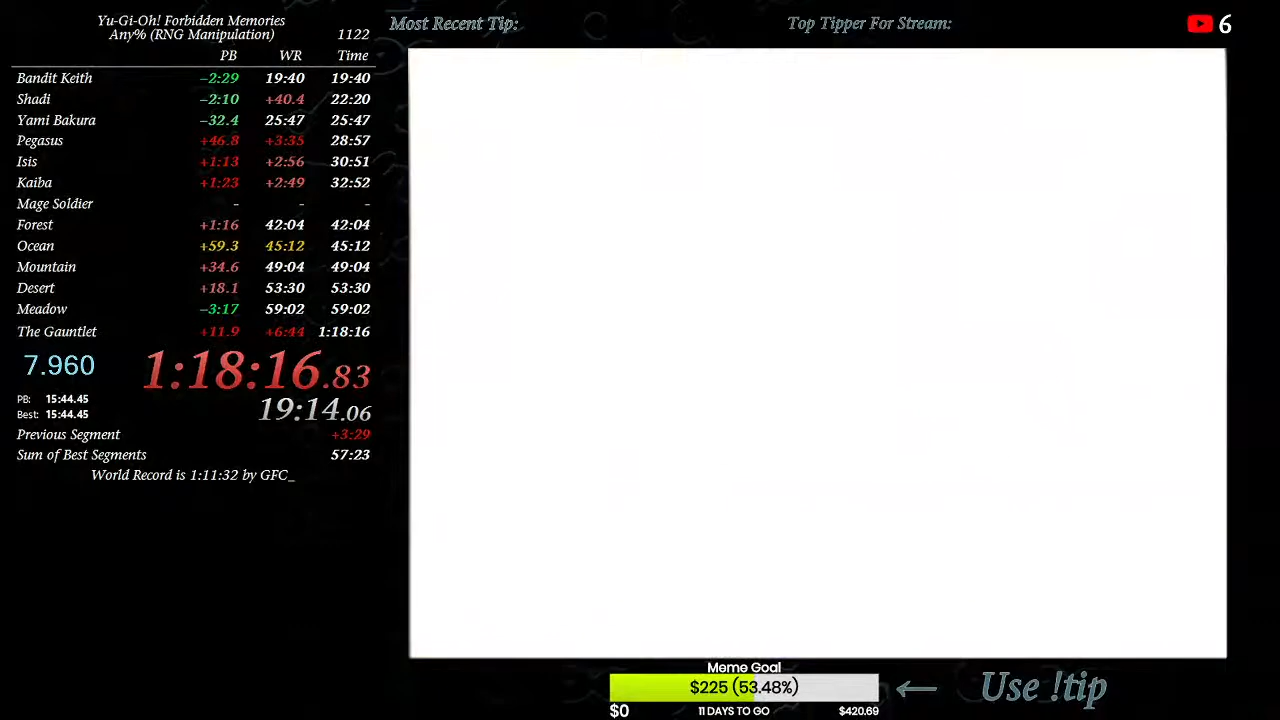 Yu-Gi-Oh! Forbidden Memories
Any% (RNG Manipulation) 1122
PB WR Time
Bandit Keith −2:29 19:40 19:40
Shadi −2:10 +40.4 22:20
Yami Bakura −32.4 25:47 25:47
Pegasus +46.8 +3:35 28:57
Isis +1:13 +2:56 30:51
Kaiba +1:23 +2:49 32:52
Mage Soldier - - -
Forest +1:16 42:04 42:04
Ocean +59.3 45:12 45:12
Mountain +34.6 49:04 49:04
Desert +18.1 53:30 53:30
Meadow −3:17 59:02 59:02
The Gauntlet +11.9 +6:44 1:18:16
7.960 1:18:16.83
PB: 15:44.45
Best: 15:44.45
19:14.06
Previous Segment +3:29
Sum of Best Segments 57:23
World Record is 1:11:32 by GFC_
Most Recent Tip:
Top Tipper For Stream:
6
Meme Goal
$225 (53.48%)
$0 11 DAYS TO GO $420.69
← Use !tip